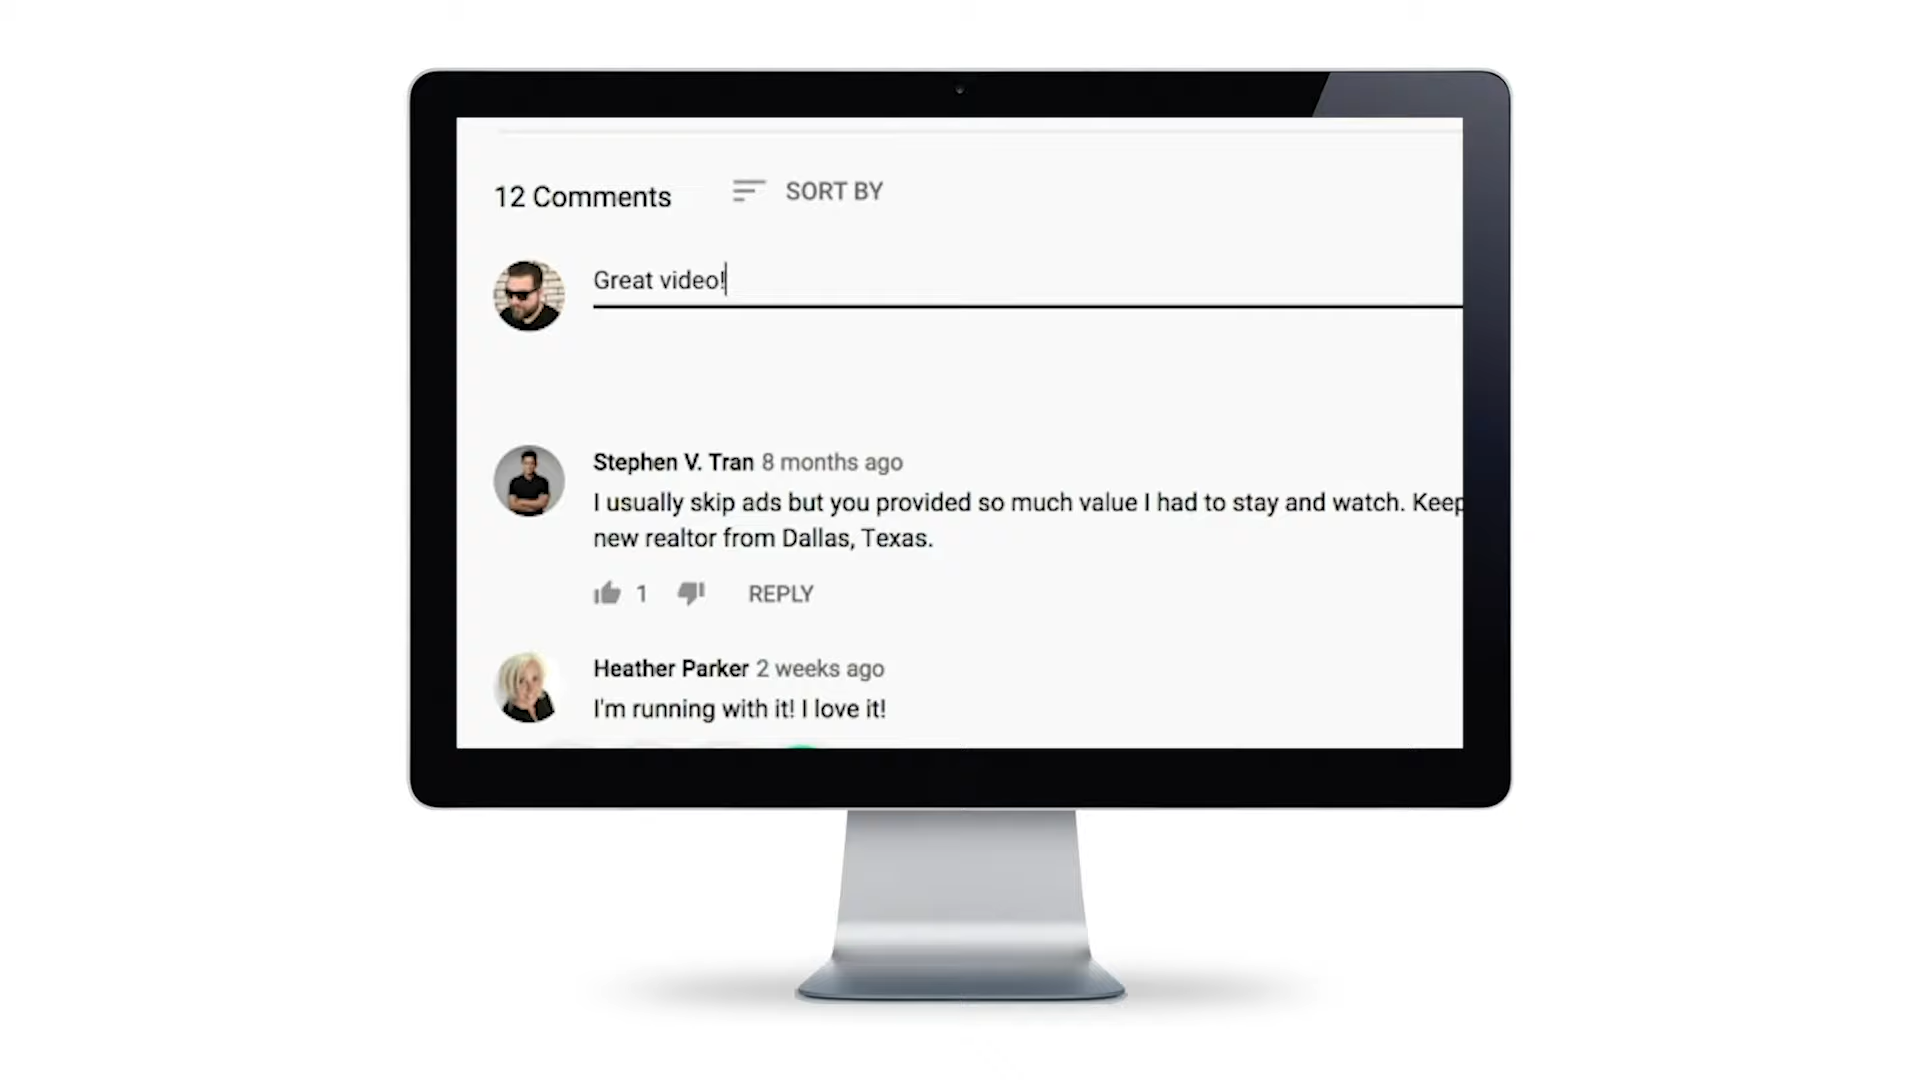 12 Comments
SORT BY
Great video!
Stephen V. Tran 8 months ago
I usually skip ads but you provided so much value I had to stay and watch. Keep
new realtor from Dallas, Texas.
1
REPLY
Heather Parker 2 weeks ago
I'm running with it! I love it!